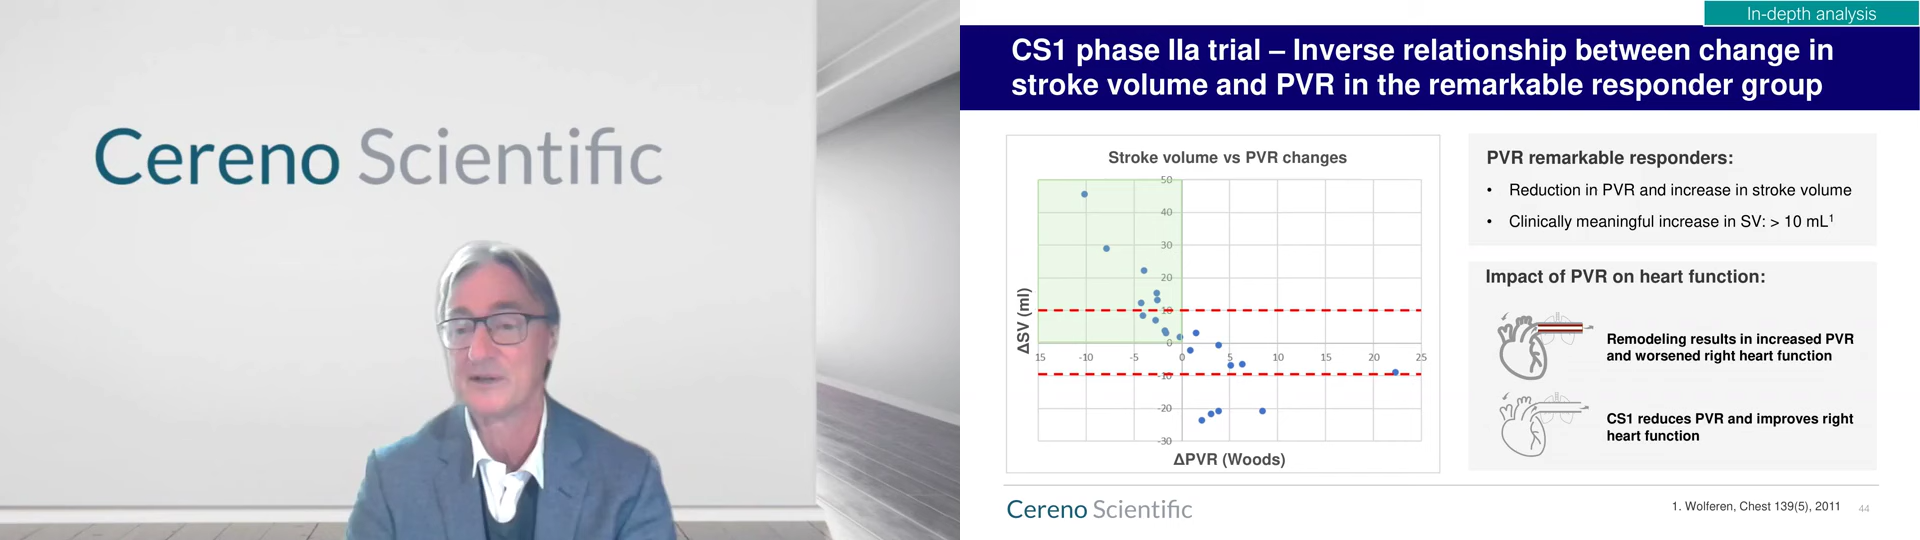 Cereno Scientific
In-depth analysis
CS1 phase IIa trial – Inverse relationship between change in
stroke volume and PVR in the remarkable responder group
Stroke volume vs PVR changes
50
40
30
20
10
0
-10
-20
-30
15 -10 -5 0 5 10 15 20 25
ΔSV (ml)
ΔPVR (Woods)
PVR remarkable responders:
• Reduction in PVR and increase in stroke volume
• Clinically meaningful increase in SV: > 10 mL¹
Impact of PVR on heart function:
Remodeling results in increased PVR
and worsened right heart function
CS1 reduces PVR and improves right
heart function
Cereno Scientific
1. Wolferen, Chest 139(5), 2011
44